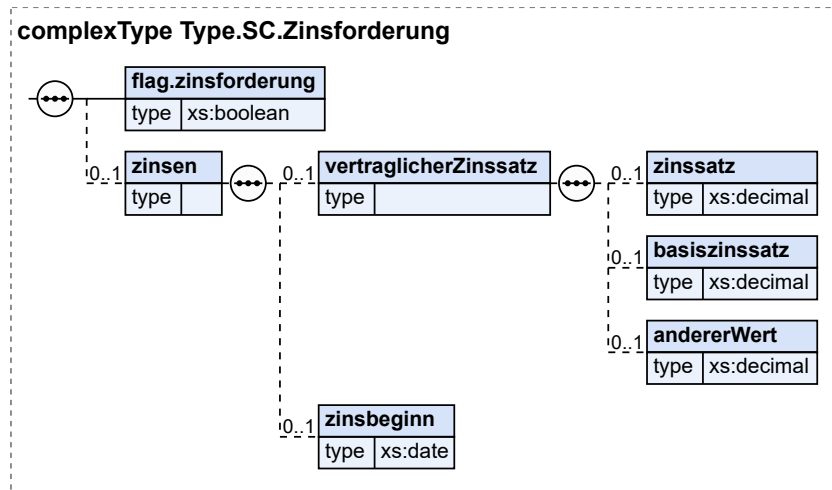 complexType Type.SC.Zinsforderung
flag.zinsforderung
type xs:boolean
0..1 zinsen
type
0..1 vertraglicherZinssatz
type
0..1 zinssatz
type xs:decimal
0..1 basiszinssatz
type xs:decimal
0..1 andererWert
type xs:decimal
0..1 zinsbeginn
type xs:date